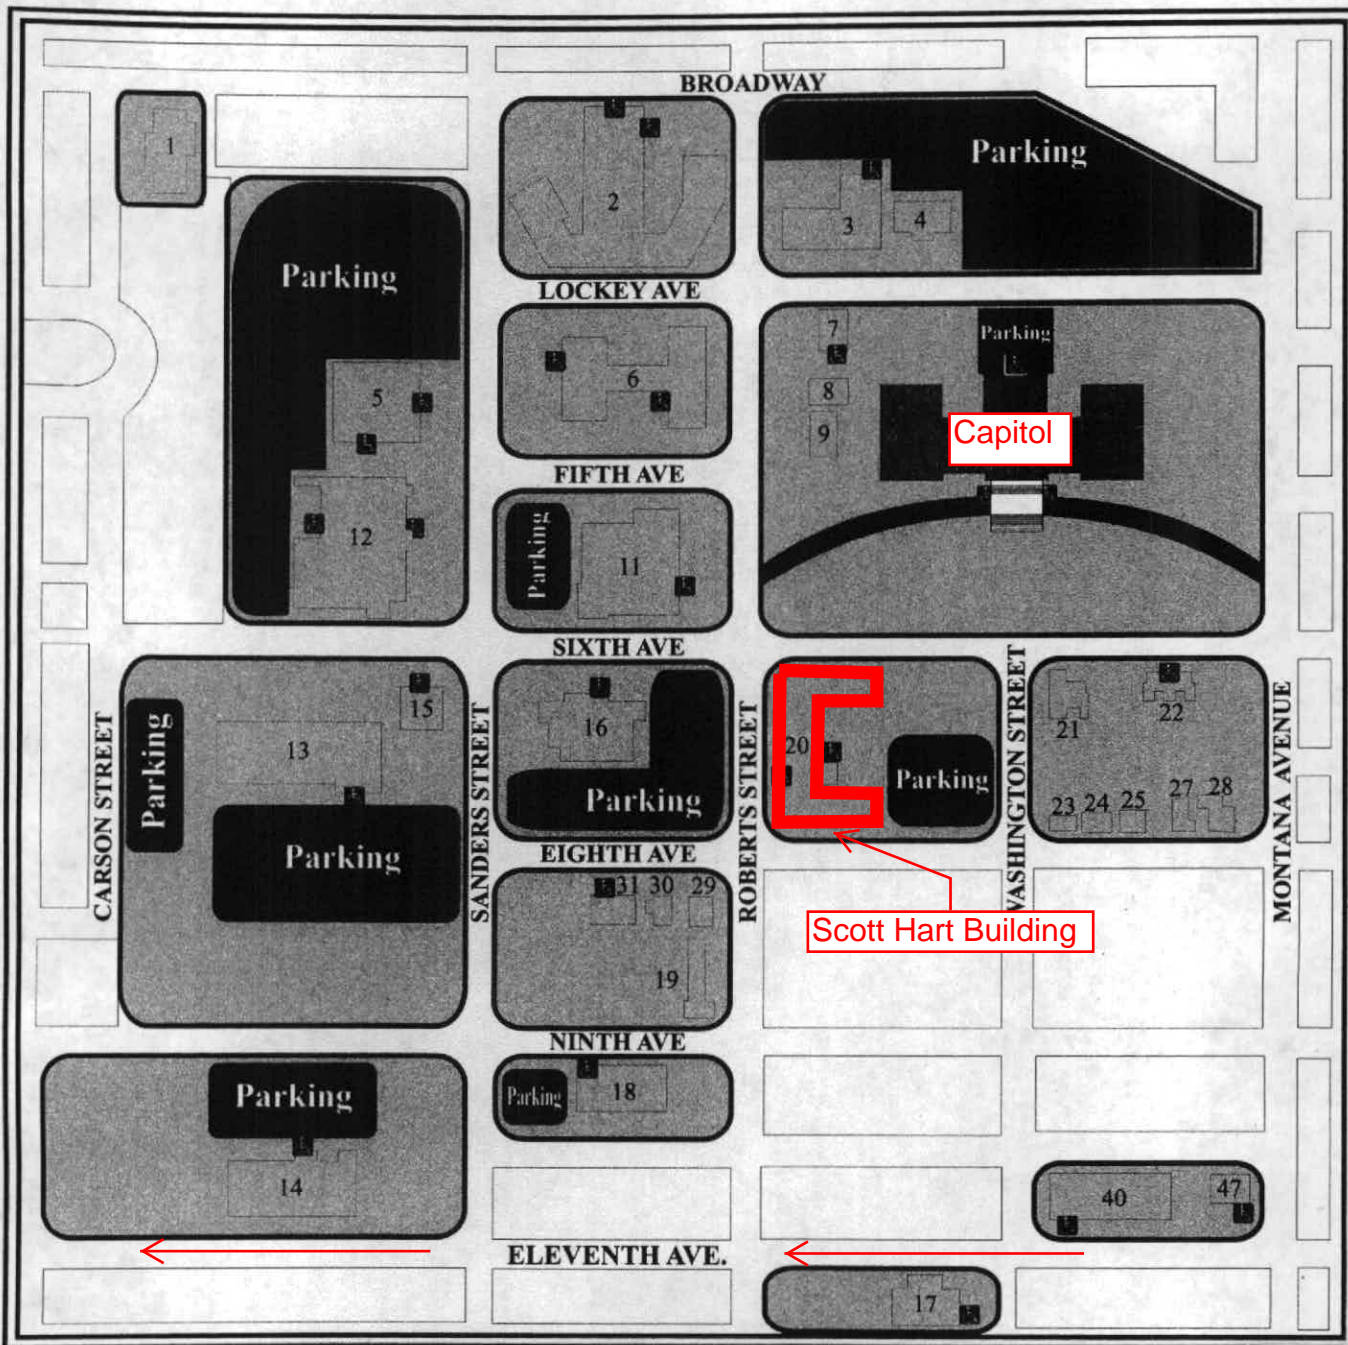 BROADWAY
1
2
Parking
3
4
Parking
LOCKEY AVE
5
6
7
Parking
8
9
Capitol
FIFTH AVE
12
Parking
11
SIXTH AVE
CARSON STREET
Parking
13
15
Parking
SANDERS STREET
16
Parking
ROBERTS STREET
20
Parking
WASHINGTON STREET
21
22
23
24
25
27
28
MONTANA AVENUE
EIGHTH AVE
31
30
29
19
Scott Hart Building
NINTH AVE
Parking
14
Parking
18
40
47
ELEVENTH AVE.
17